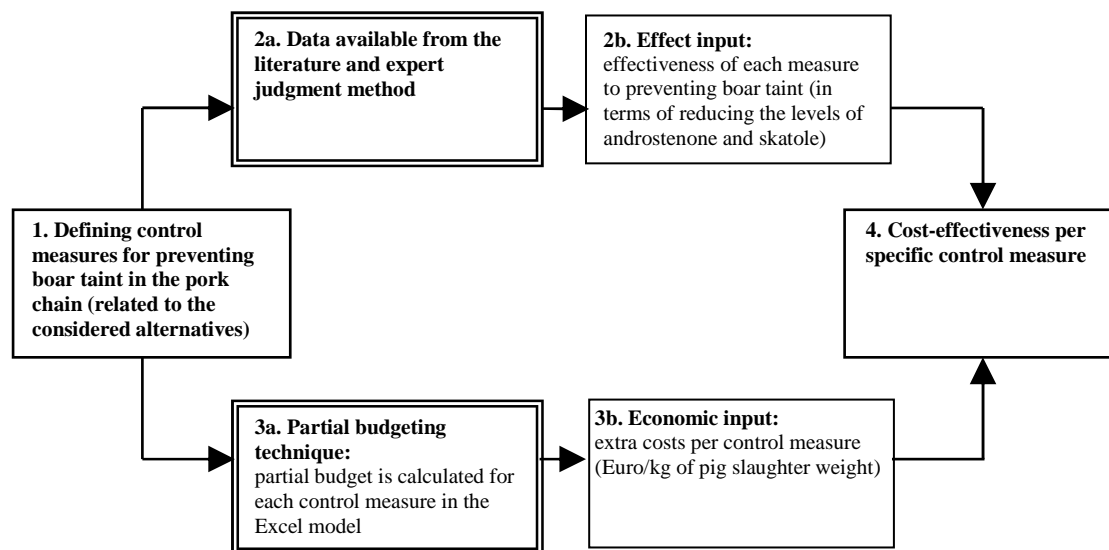 2a. Data available from the
literature and expert
judgment method
2b. Effect input:
effectiveness of each measure
to preventing boar taint (in
terms of reducing the levels of
androstenone and skatole)
1. Defining control
measures for preventing
boar taint in the pork
chain (related to the
considered alternatives)
4. Cost-effectiveness per
specific control measure
3a. Partial budgeting
technique:
partial budget is calculated for
each control measure in the
Excel model
3b. Economic input:
extra costs per control measure
(Euro/kg of pig slaughter weight)